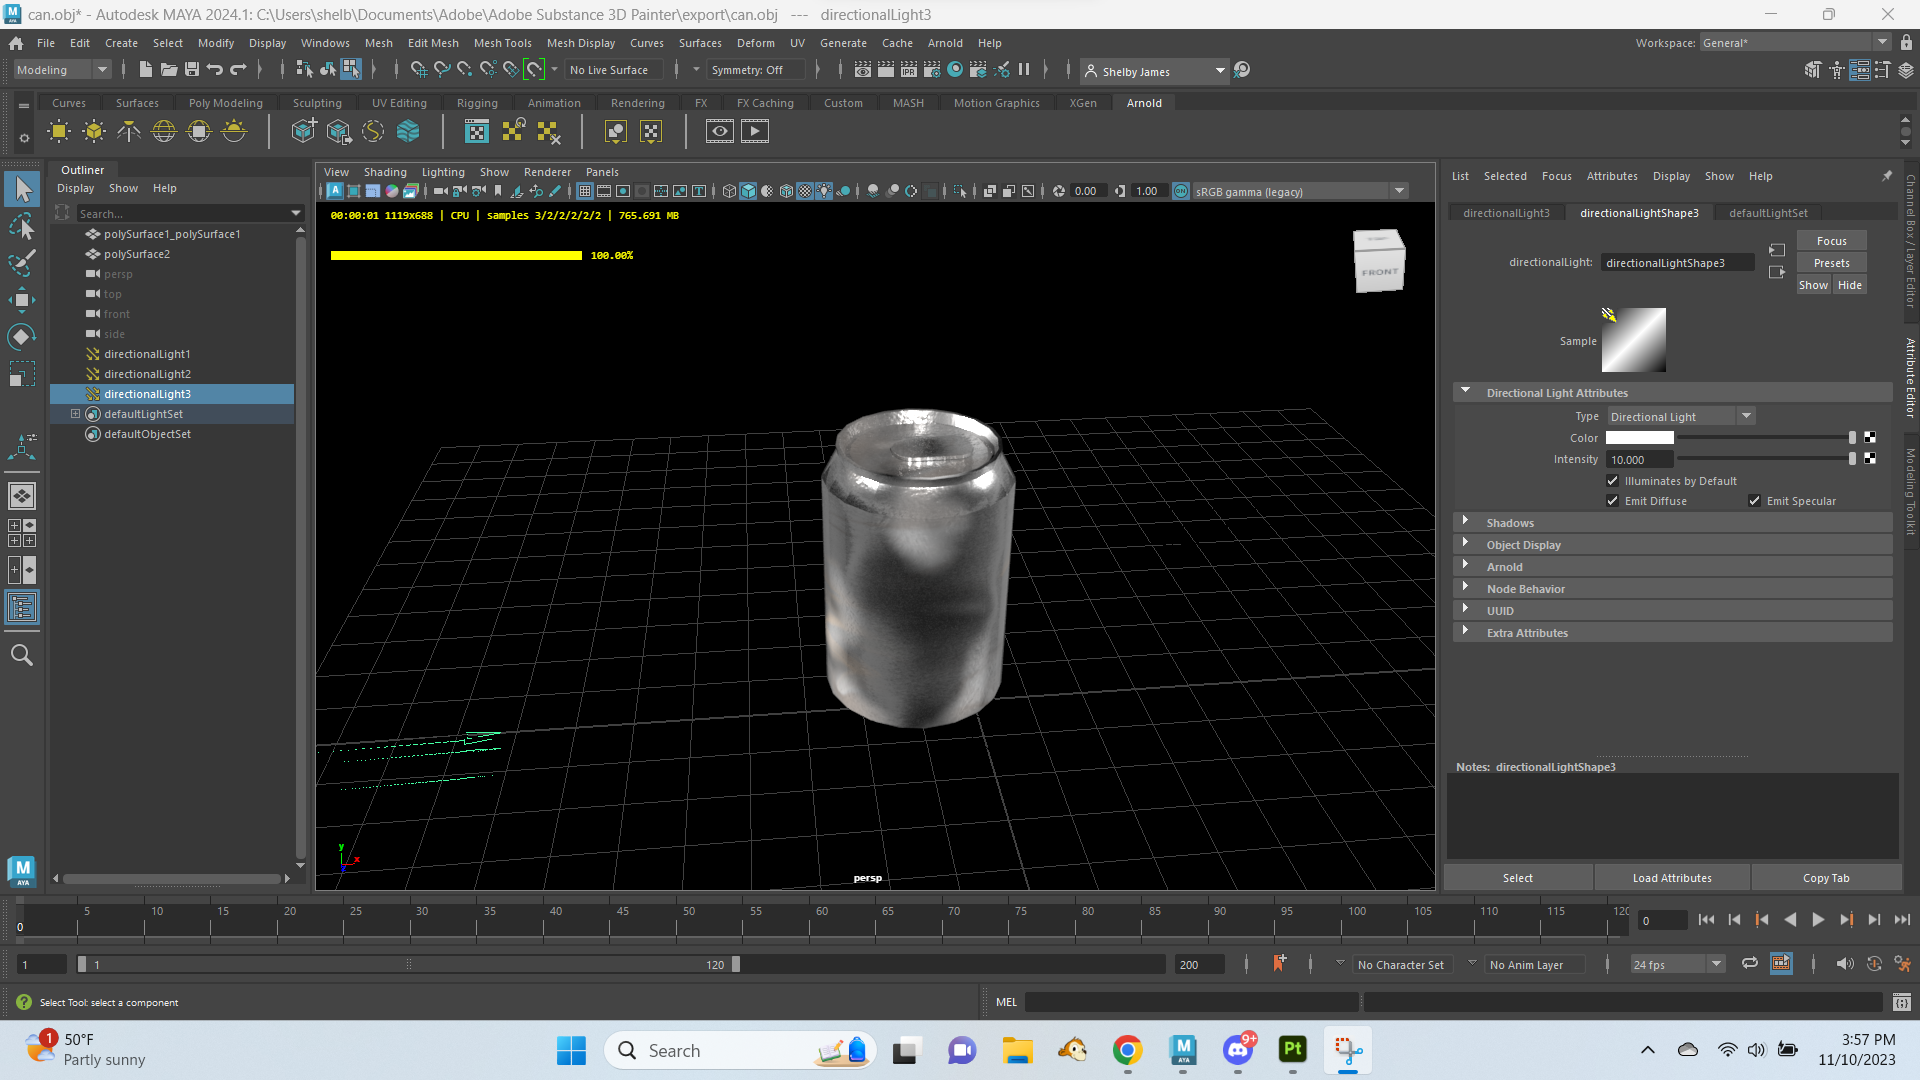 can.obj* - Autodesk MAYA 2024.1: C:\Users\shelb\Documents\Adobe\Adobe Substance 3D Painter\export\can.obj   ---   directionalLight3
File Edit Create Select Modify Display Windows Mesh Edit Mesh Mesh Tools Mesh Display Curves Surfaces Deform UV Generate Cache Arnold Help Workspace: General*
Modeling No Live Surface Symmetry: Off IPR Shelby James
Curves Surfaces Poly Modeling Sculpting UV Editing Rigging Animation Rendering FX FX Caching Custom MASH Motion Graphics XGen Arnold
Outliner
Display Show Help
Search...
polySurface1_polySurface1
polySurface2
persp
top
front
side
directionalLight1
directionalLight2
directionalLight3
defaultLightSet
defaultObjectSet
View Shading Lighting Show Renderer Panels
0.00 1.00 sRGB gamma (legacy)
00:00:01 1119x688 | CPU | samples 3/2/2/2/2/2 | 765.691 MB
100.00%
FRONT
y
x
persp
List Selected Focus Attributes Display Show Help
directionalLight3 directionalLightShape3 defaultLightSet
directionalLight: directionalLightShape3
Focus
Presets
Show Hide
Sample
Directional Light Attributes
Type Directional Light
Color
Intensity 10.000
Illuminates by Default
Emit Diffuse Emit Specular
Shadows
Object Display
Arnold
Node Behavior
UUID
Extra Attributes
Notes: directionalLightShape3
Select Load Attributes Copy Tab
Channel Box / Layer Editor
Attribute Editor
Modeling Toolkit
M
AYA
5 10 15 20 25 30 35 40 45 50 55 60 65 70 75 80 85 90 95 100 105 110 115 120
0 0
1 1 120 200 No Character Set No Anim Layer 24 fps
Select Tool: select a component MEL
1 50°F
Partly sunny
Search
9+
Pt
3:57 PM
11/10/2023